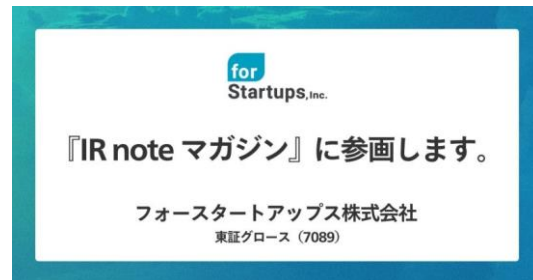 for
Startups,Inc.
『IR note マガジン』に参画します。
フォースタートアップス株式会社
東証グロース（7089）